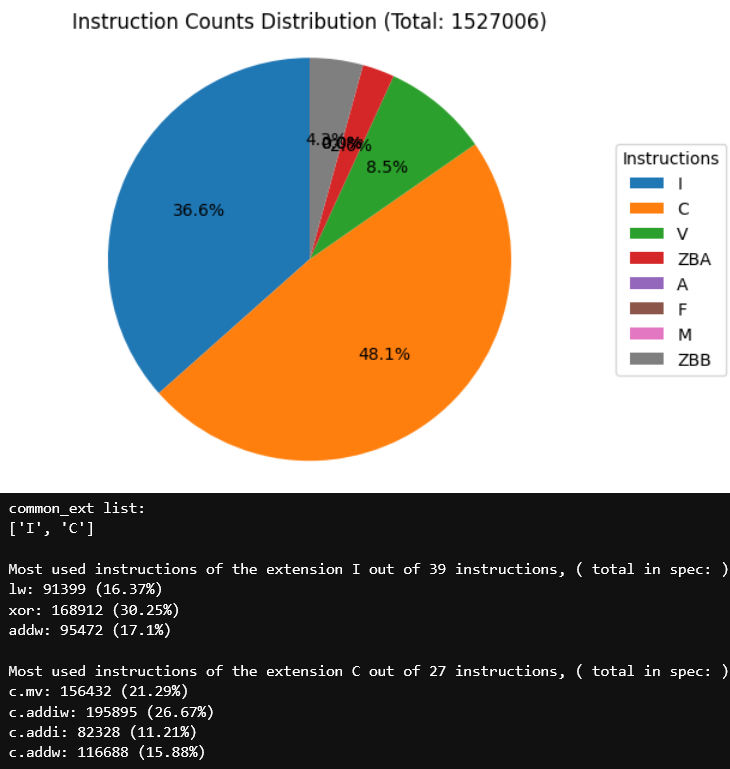 Instruction Counts Distribution (Total: 1527006)
36.6%
48.1%
8.5%
Instructions
I
C
V
ZBA
A
F
M
ZBB
common_ext list:
['I', 'C']
Most used instructions of the extension I out of 39 instructions, ( total in spec: )
lw: 91399 (16.37%)
xor: 168912 (30.25%)
addw: 95472 (17.1%)
Most used instructions of the extension C out of 27 instructions, ( total in spec: )
c.mv: 156432 (21.29%)
c.addiw: 195895 (26.67%)
c.addi: 82328 (11.21%)
c.addw: 116688 (15.88%)